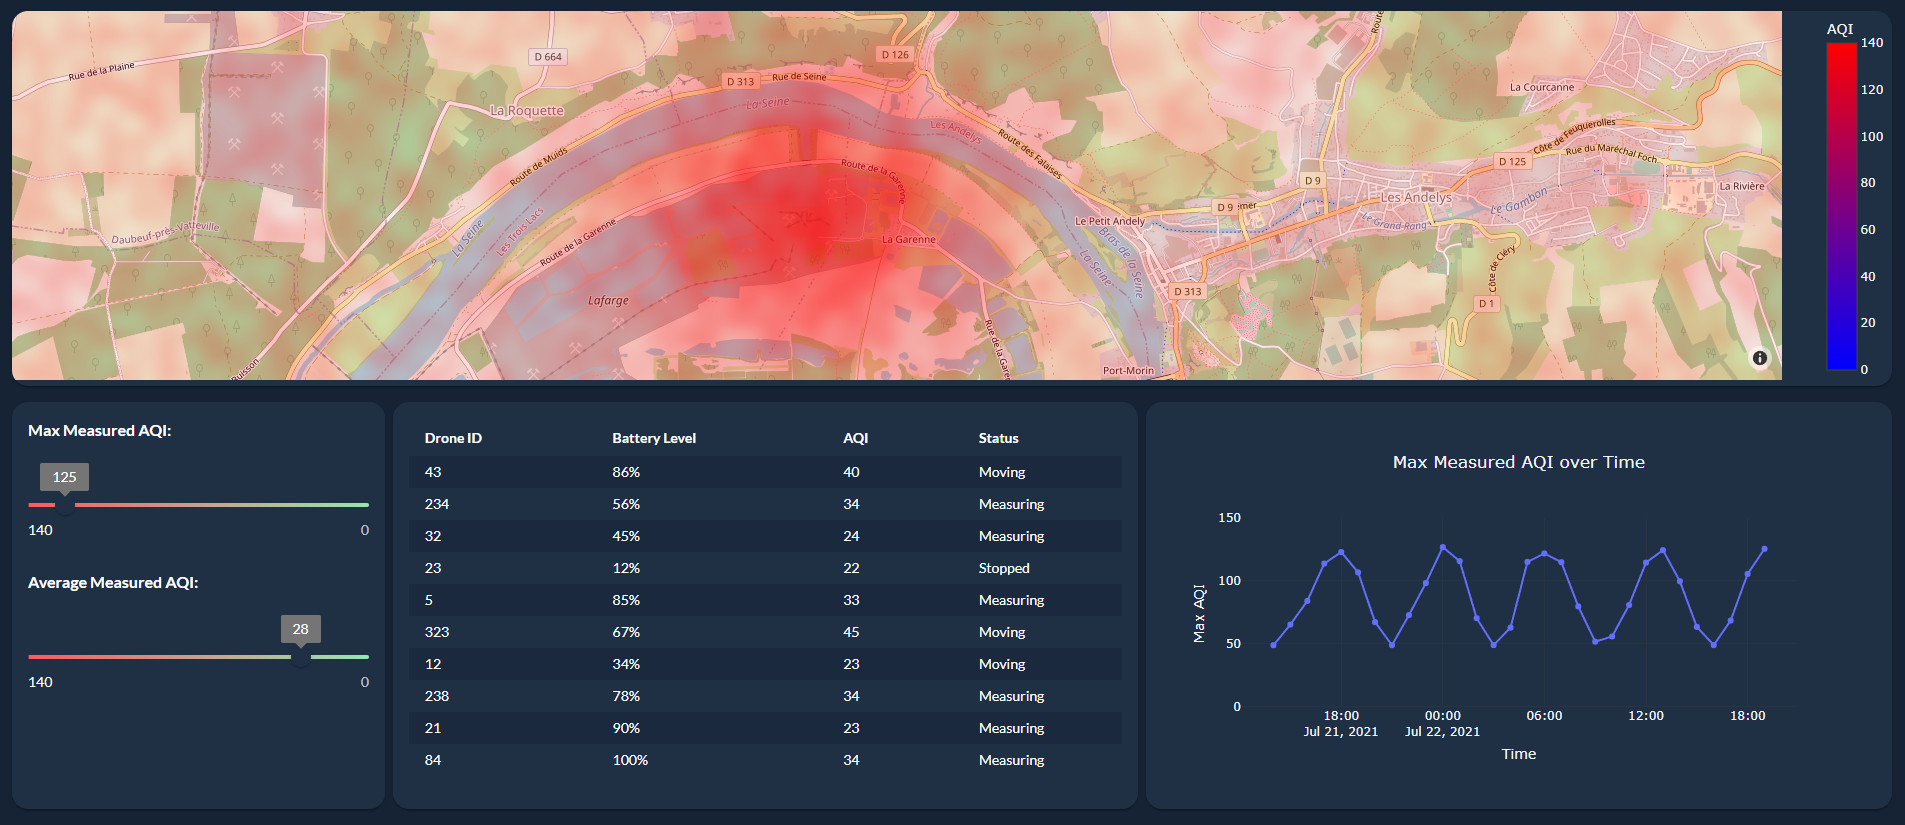 AQI
140
120
100
80
60
40
20
0
Rue de la Plaine
D 664
D 126
D 313
Rue de Seine
La Seine
La Roquette
Les Andelys
Route des Falaises
Route de Muids
Route de la Garenne
La Courcanne
Côte de Feuquerolles
Rue du Maréchal Foch
D 125
D 9
D 9
La Rivière
Les Andelys
Le Gambon
Le Grand Rang
Le Petit Andely
Bras de la Seine
La Seine
Daubeuf-près-Vatteville
La Seine
Les Trois Lacs
Route de la Garenne
La Garenne
Lafarge
Côte de Cléry
D 313
D 1
Rue de la Garen
Port-Morin
Buisson
Route
Max Measured AQI:
125
140 0
Average Measured AQI:
28
140 0
Drone ID Battery Level AQI Status
43 86% 40 Moving
234 56% 34 Measuring
32 45% 24 Measuring
23 12% 22 Stopped
5 85% 33 Measuring
323 67% 45 Moving
12 34% 23 Moving
238 78% 34 Measuring
21 90% 23 Measuring
84 100% 34 Measuring
Max Measured AQI over Time
150
100
50
0
Max AQI
18:00 00:00 06:00 12:00 18:00
Jul 21, 2021 Jul 22, 2021
Time